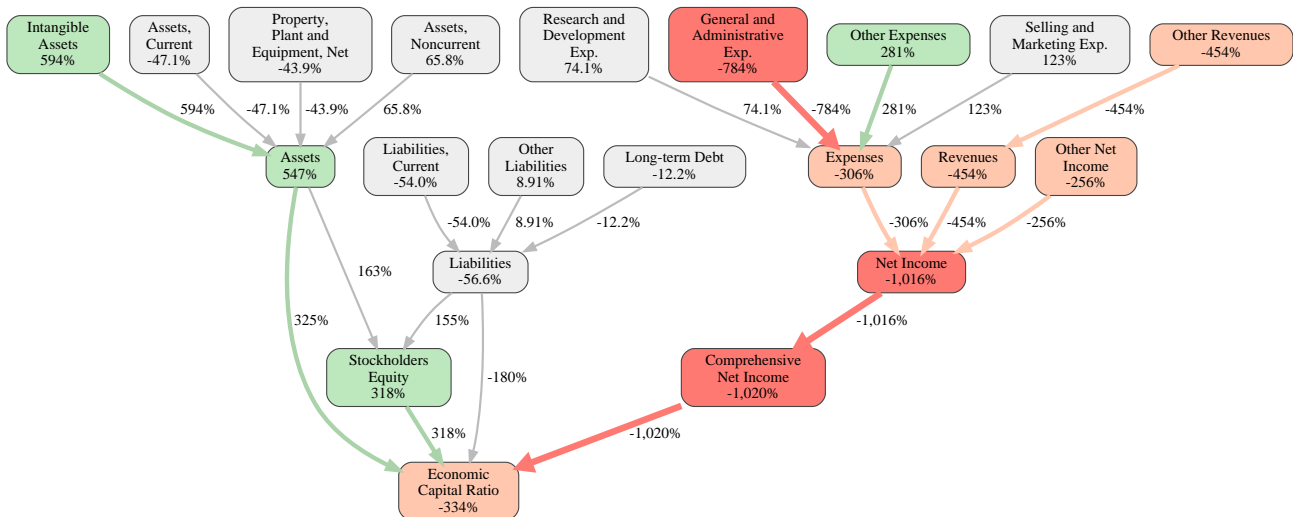 Intangible
Assets
594%
Assets,
Current
-47.1%
Property,
Plant and
Equipment, Net
-43.9%
Assets,
Noncurrent
65.8%
Research and
Development
Exp.
74.1%
General and
Administrative
Exp.
-784%
Other Expenses
281%
Selling and
Marketing Exp.
123%
Other Revenues
-454%
594%
-47.1%
-43.9%
65.8%
74.1%
-784%
281%
123%
-454%
Assets
547%
Liabilities,
Current
-54.0%
Other
Liabilities
8.91%
Long-term Debt
-12.2%
Expenses
-306%
Revenues
-454%
Other Net
Income
-256%
-54.0%
8.91%
-12.2%
-306%
-454%
-256%
163%
Liabilities
-56.6%
Net Income
-1,016%
325%
155%
-1,016%
Stockholders
Equity
318%
-180%
Comprehensive
Net Income
-1,020%
318%
-1,020%
Economic
Capital Ratio
-334%